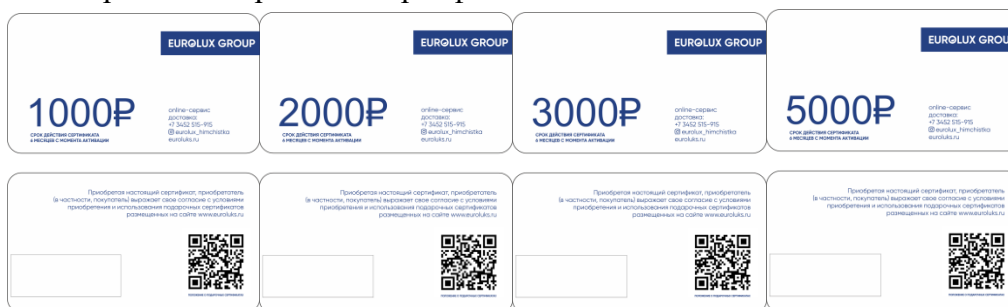 EUROLUX GROUP
1000₽
СРОК ДЕЙСТВИЯ СЕРТИФИКАТА
6 МЕСЯЦЕВ С МОМЕНТА АКТИВАЦИИ
online-сервис
доставка:
+7 3452 515-915
eurolux_himchistka
euroluks.ru
EUROLUX GROUP
2000₽
СРОК ДЕЙСТВИЯ СЕРТИФИКАТА
6 МЕСЯЦЕВ С МОМЕНТА АКТИВАЦИИ
online-сервис
доставка:
+7 3452 515-915
eurolux_himchistka
euroluks.ru
EUROLUX GROUP
3000₽
СРОК ДЕЙСТВИЯ СЕРТИФИКАТА
6 МЕСЯЦЕВ С МОМЕНТА АКТИВАЦИИ
online-сервис
доставка:
+7 3452 515-915
eurolux_himchistka
euroluks.ru
EUROLUX GROU
5000₽
СРОК ДЕЙСТВИЯ СЕРТИФИКАТА
6 МЕСЯЦЕВ С МОМЕНТА АКТИВАЦИИ
online-сервис
доставка:
+7 3452 515-915
eurolux_himchistka
euroluks.ru
Приобретая настоящий сертификат, приобретатель
(в частности, покупатель) выражает свое согласие с условиями
приобретения и использования подарочных сертификатов
размещенных на сайте www.euroluks.ru
Приобретая настоящий сертификат, приобретатель
(в частности, покупатель) выражает свое согласие с условиями
приобретения и использования подарочных сертификатов
размещенных на сайте www.euroluks.ru
Приобретая настоящий сертификат, приобретатель
(в частности, покупатель) выражает свое согласие с условиями
приобретения и использования подарочных сертификатов
размещенных на сайте www.euroluks.ru
Приобретая настоящий сертификат, приобретатель
(в частности, покупатель) выражает свое согласие с условиями
приобретения и использования подарочных сертификатов
размещенных на сайте www.euroluks.ru